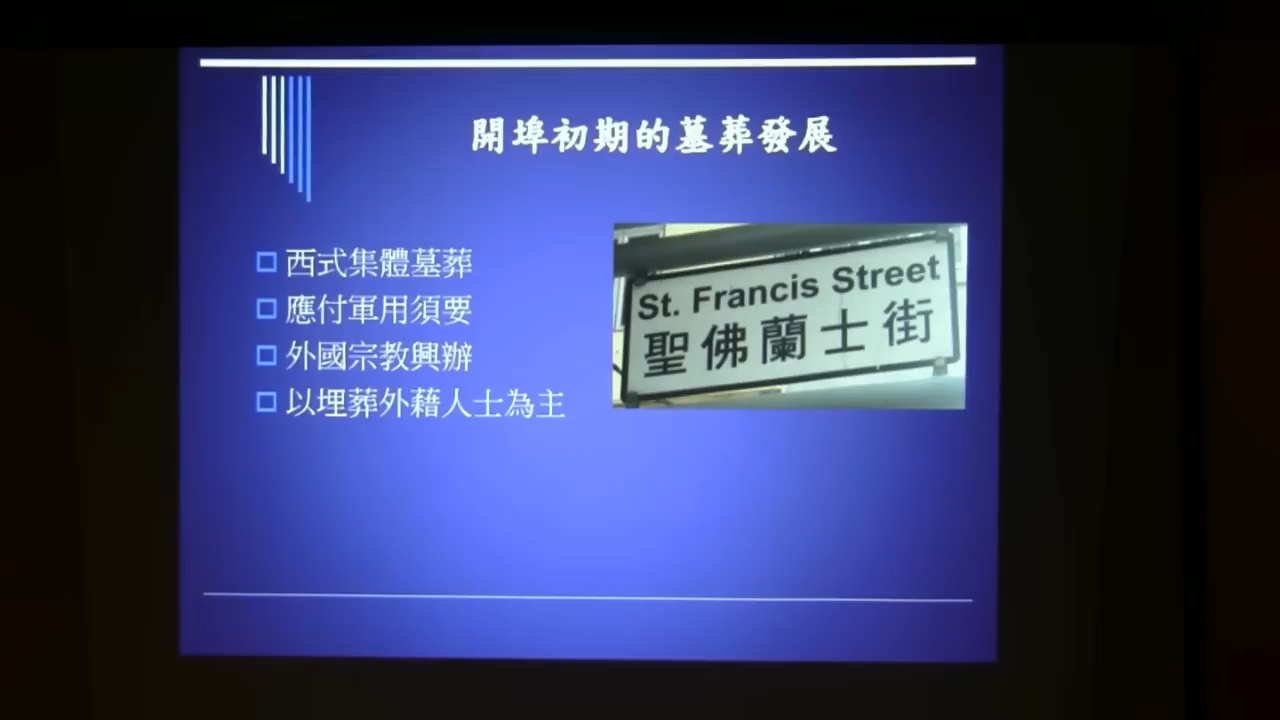 開埠初期的墓葬發展
西式集體墓葬
應付軍用須要
外國宗教興辦
以埋葬外藉人士為主
St. Francis Street
聖佛蘭士街